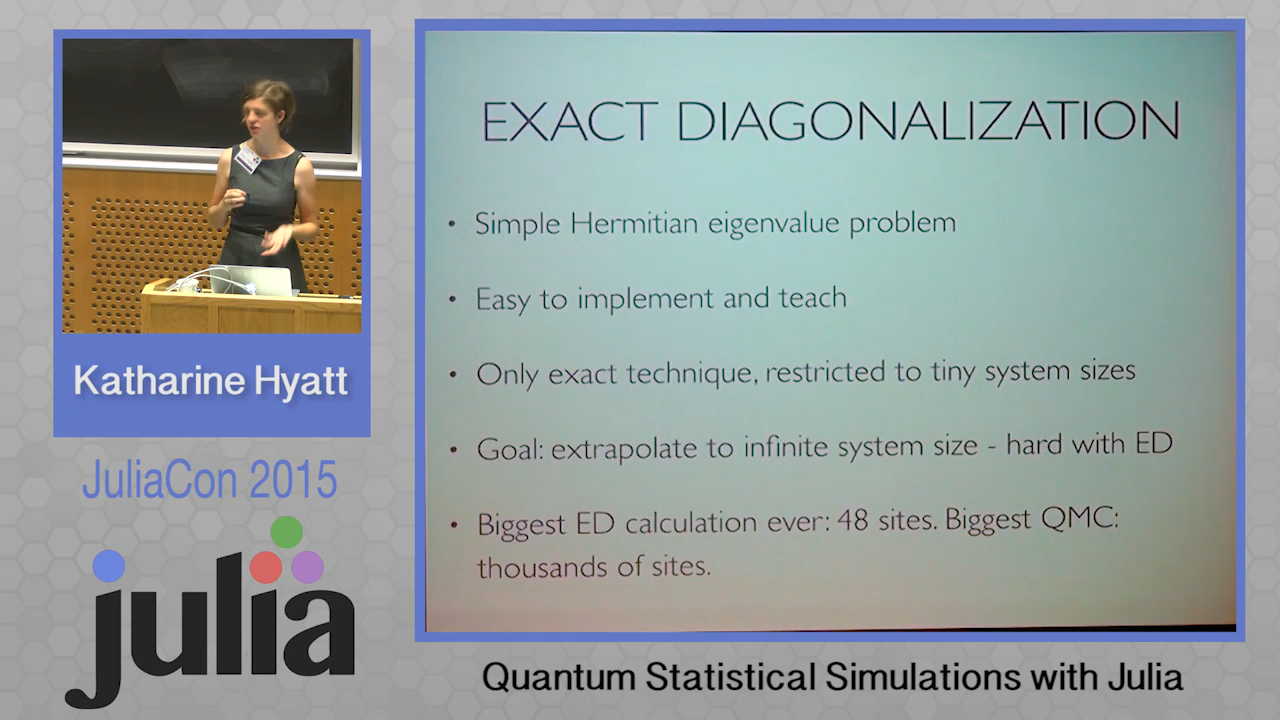 Katharine Hyatt
JuliaCon 2015
julia
EXACT DIAGONALIZATION
• Simple Hermitian eigenvalue problem
• Easy to implement and teach
• Only exact technique, restricted to tiny system sizes
• Goal: extrapolate to infinite system size - hard with ED
• Biggest ED calculation ever: 48 sites. Biggest QMC:
thousands of sites.
Quantum Statistical Simulations with Julia